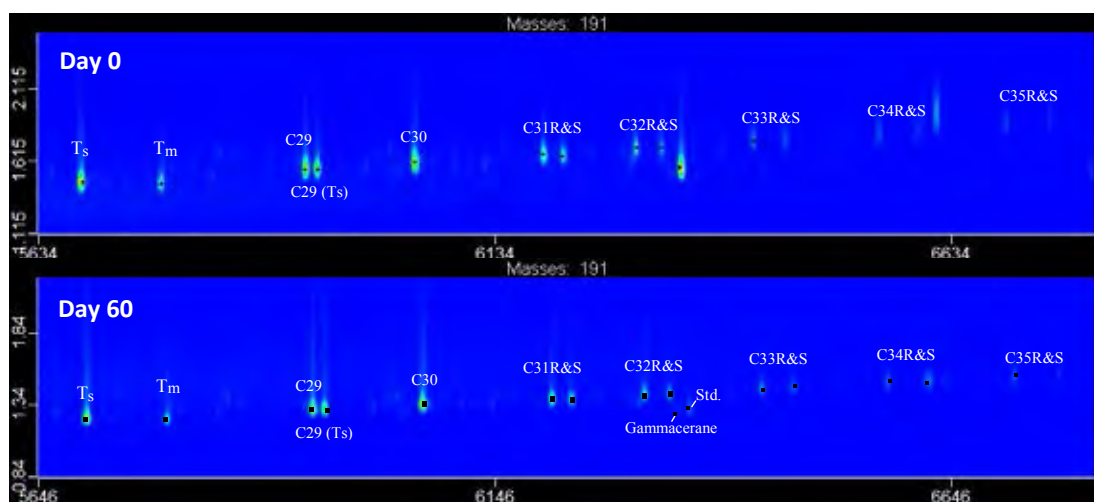 Masses: 191
Day 0
2.115
1.615
1.115
Ts
Tm
C29
C29 (Ts)
C30
C31R&S
C32R&S
C33R&S
C34R&S
C35R&S
5634
6134
6634
Masses: 191
Day 60
1.84
1.34
0.84
Ts
Tm
C29
C29 (Ts)
C30
C31R&S
C32R&S
Std.
Gammacerane
C33R&S
C34R&S
C35R&S
5646
6146
6646